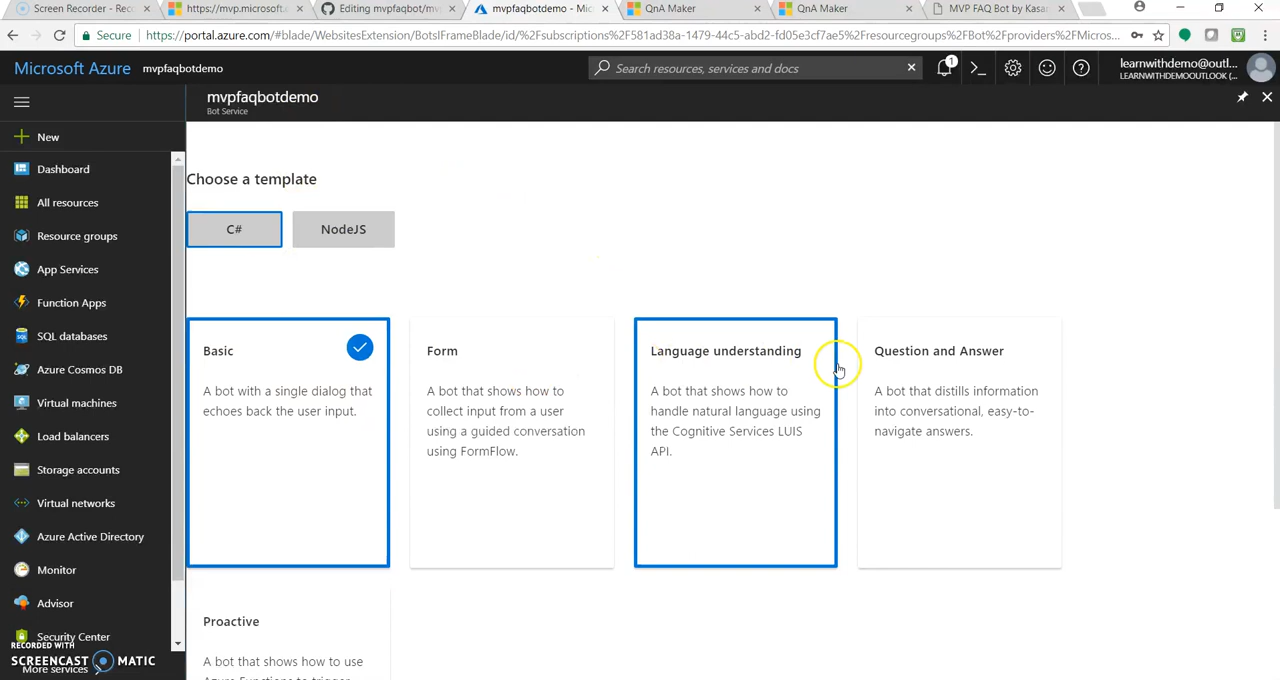 Screen Recorder - Rec
https://mvp.microsoft.
Editing mvpfaqbot/mv
mvpfaqbotdemo - Mic
QnA Maker
QnA Maker
MVP FAQ Bot by Kasa
Secure
https://portal.azure.com/#blade/WebsitesExtension/BotsIFrameBlade/id/%2Fsubscriptions%2F581ad38a-1479-44c5-abd2-fd05e3cf7ae5%2Fresourcegroups%2FBot%2Fproviders%2FMicros...
Microsoft Azure
mvpfaqbotdemo
Search resources, services and docs
1
learnwithdemo@outl...
LEARNWITHDEMOOUTLOOK (...
mvpfaqbotdemo
Bot Service
New
Dashboard
All resources
Resource groups
App Services
Function Apps
SQL databases
Azure Cosmos DB
Virtual machines
Load balancers
Storage accounts
Virtual networks
Azure Active Directory
Monitor
Advisor
Security Center
More services
RECORDED WITH
SCREENCAST MATIC
Choose a template
C#
NodeJS
Basic
A bot with a single dialog that
echoes back the user input.
Form
A bot that shows how to
collect input from a user
using a guided conversation
using FormFlow.
Language understanding
A bot that shows how to
handle natural language using
the Cognitive Services LUIS
API.
Question and Answer
A bot that distills information
into conversational, easy-to-
navigate answers.
Proactive
A bot that shows how to use
Azure Functions to trigger